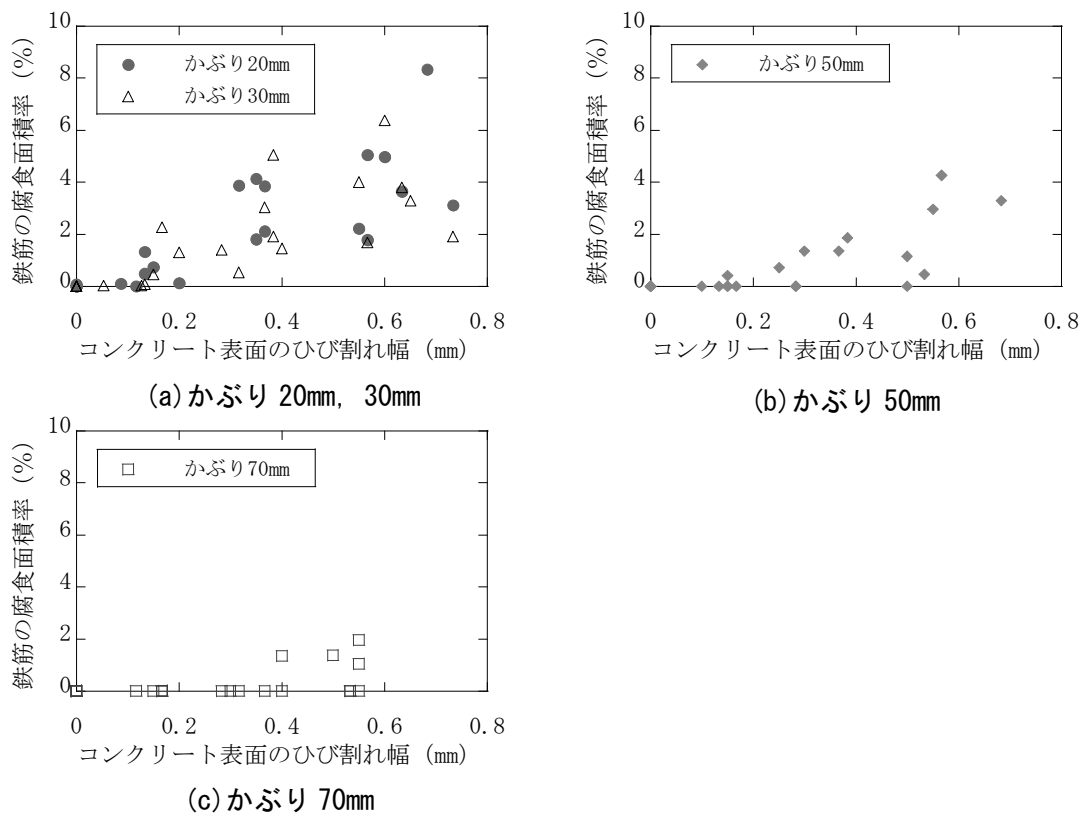 鉄筋の腐食面積率 (%)
10
8
6
4
2
0
かぶり20mm
かぶり30mm
0 0.2 0.4 0.6 0.8
コンクリート表面のひび割れ幅 (mm)
(a)かぶり 20mm, 30mm
鉄筋の腐食面積率 (%)
10
8
6
4
2
0
かぶり50mm
0 0.2 0.4 0.6 0.8
コンクリート表面のひび割れ幅 (mm)
(b)かぶり 50mm
鉄筋の腐食面積率 (%)
10
8
6
4
2
0
かぶり70mm
0 0.2 0.4 0.6 0.8
コンクリート表面のひび割れ幅 (mm)
(c)かぶり 70mm